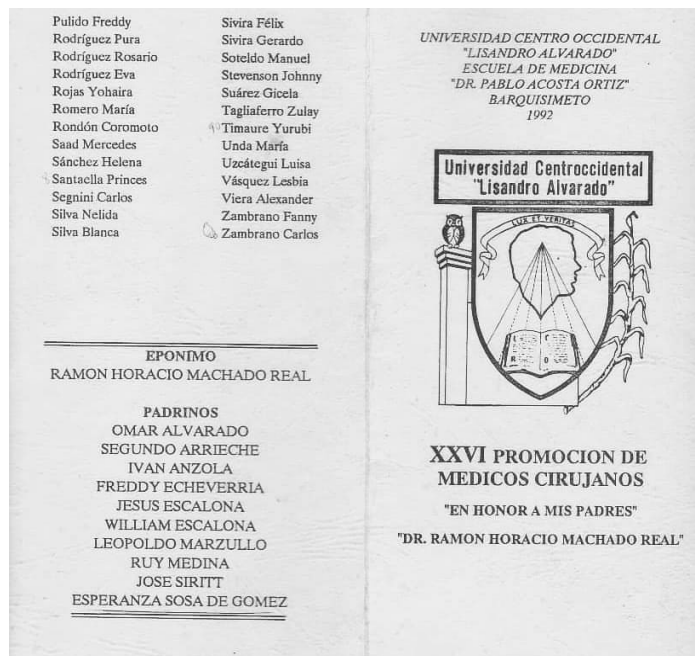 Pulido Freddy
Rodríguez Pura
Rodríguez Rosario
Rodríguez Eva
Rojas Yohaira
Romero María
Rondón Coromoto
Saad Mercedes
Sánchez Helena
Santaella Princes
Segnini Carlos
Silva Nelida
Silva Blanca
Sivira Félix
Sivira Gerardo
Soteldo Manuel
Stevenson Johnny
Suárez Gicela
Tagliaferro Zulay
Timaure Yurubi
Unda María
Uzcátegui Luisa
Vásquez Lesbia
Viera Alexander
Zambrano Fanny
Zambrano Carlos
EPONIMO
RAMON HORACIO MACHADO REAL
PADRINOS
OMAR ALVARADO
SEGUNDO ARRIECHE
IVAN ANZOLA
FREDDY ECHEVERRIA
JESUS ESCALONA
WILLIAM ESCALONA
LEOPOLDO MARZULLO
RUY MEDINA
JOSE SIRITT
ESPERANZA SOSA DE GOMEZ
UNIVERSIDAD CENTRO OCCIDENTAL
"LISANDRO ALVARADO"
ESCUELA DE MEDICINA
"DR. PABLO ACOSTA ORTIZ"
BARQUISIMETO
1992
Universidad Centroccidental
"Lisandro Alvarado"
LUX ET VERITAS
XXVI PROMOCION DE
MEDICOS CIRUJANOS
"EN HONOR A MIS PADRES"
"DR. RAMON HORACIO MACHADO REAL"